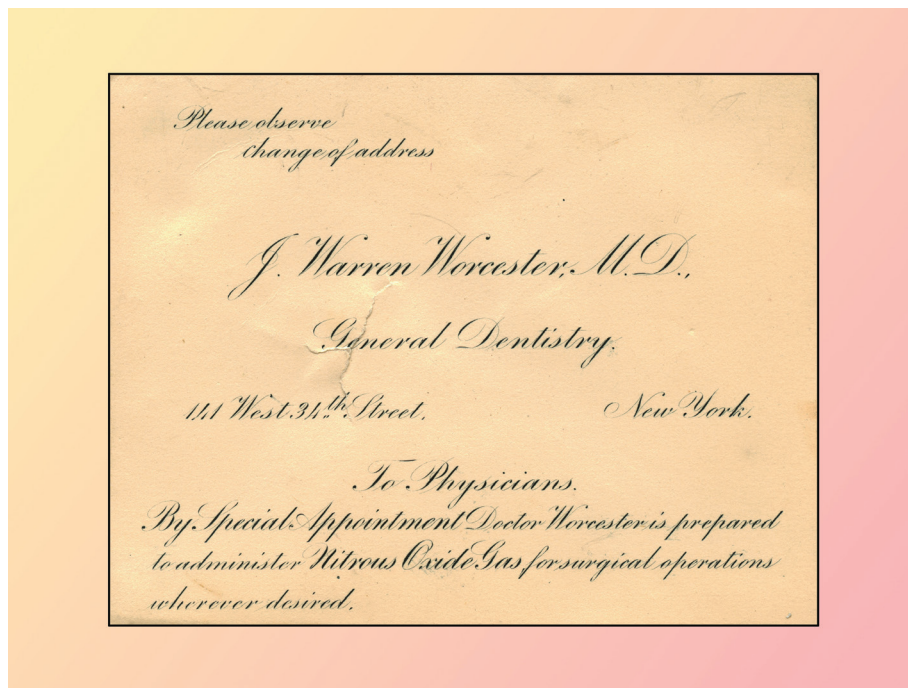 Please observe
change of address
J. Warren Worcester, M.D.,
General Dentistry.
141 West 34th Street. New York.
To Physicians.
By Special Appointment Doctor Worcester is prepared
to administer Nitrous Oxide Gas for surgical operations
wherever desired.